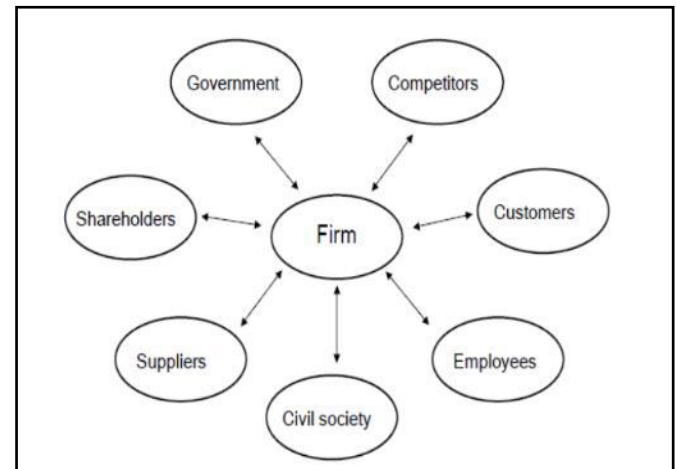 Government
Competitors
Shareholders
Customers
Firm
Suppliers
Employees
Civil society